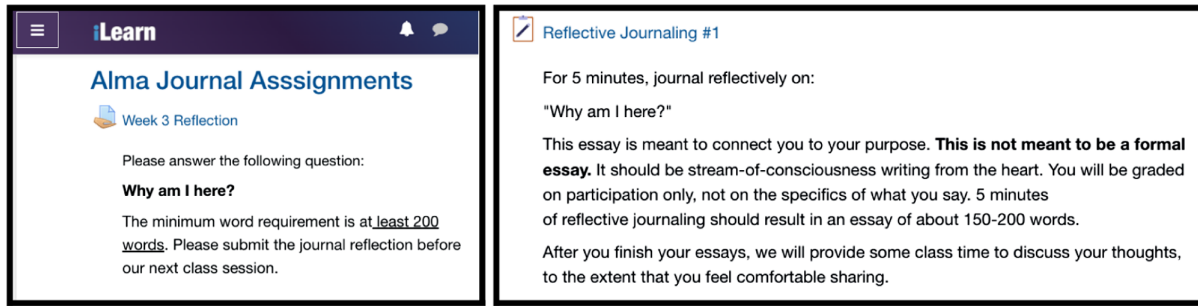 iLearn
Alma Journal Asssignments
Week 3 Reflection
Please answer the following question:
Why am I here?
The minimum word requirement is at least 200
words. Please submit the journal reflection before
our next class session.
Reflective Journaling #1
For 5 minutes, journal reflectively on:
"Why am I here?"
This essay is meant to connect you to your purpose. This is not meant to be a formal
essay. It should be stream-of-consciousness writing from the heart. You will be graded
on participation only, not on the specifics of what you say. 5 minutes
of reflective journaling should result in an essay of about 150-200 words.
After you finish your essays, we will provide some class time to discuss your thoughts,
to the extent that you feel comfortable sharing.